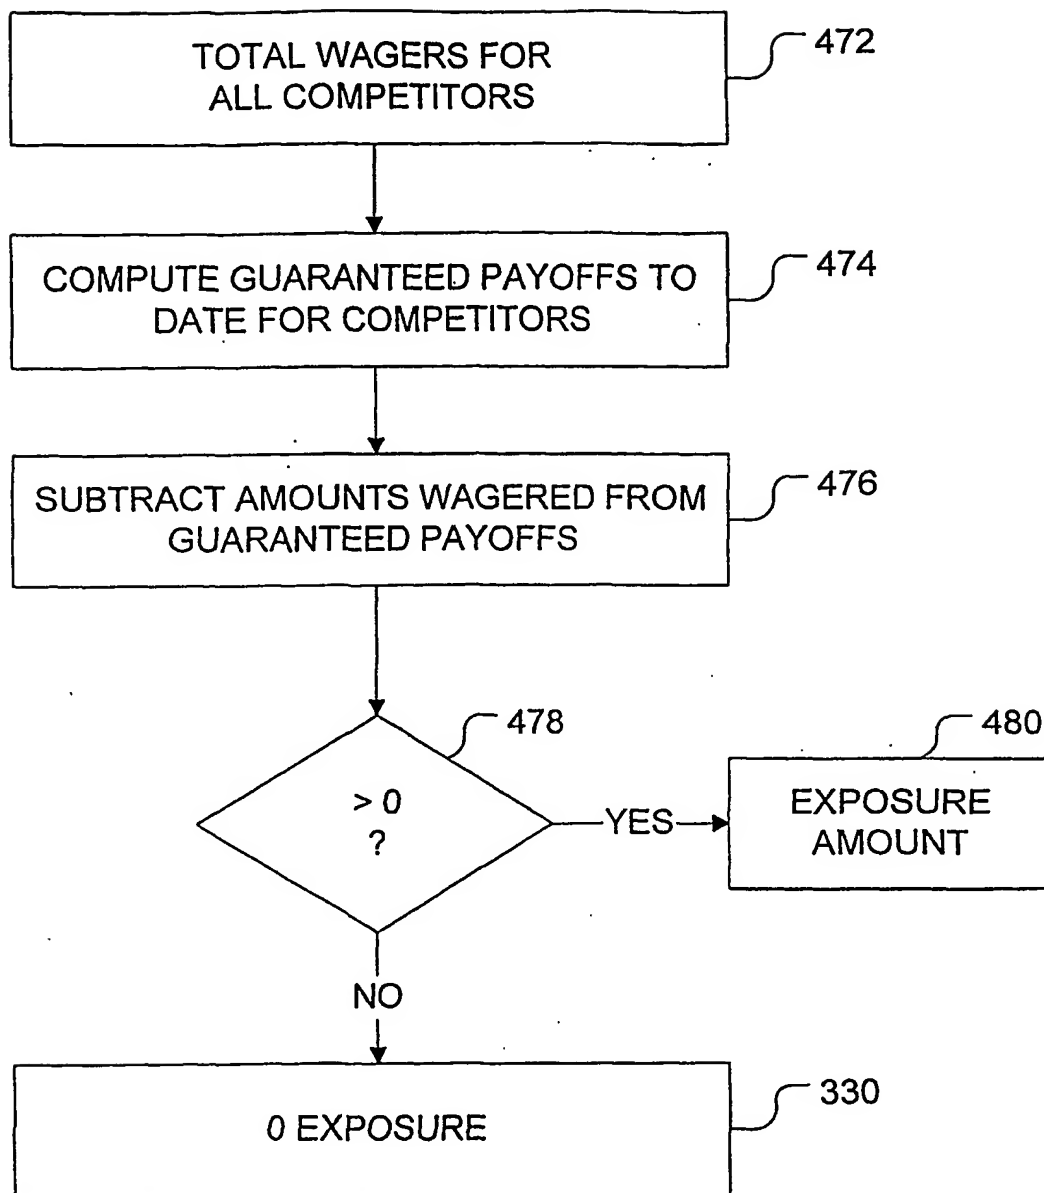 TOTAL WAGERS FOR
ALL COMPETITORS
472
COMPUTE GUARANTEED PAYOFFS TO
DATE FOR COMPETITORS
474
SUBTRACT AMOUNTS WAGERED FROM
GUARANTEED PAYOFFS
476
> 0
?
478
YES
EXPOSURE
AMOUNT
480
NO
0 EXPOSURE
330